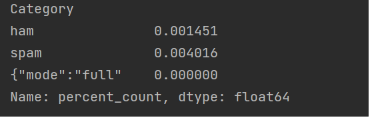 Category
ham               0.001451
spam              0.004016
{"mode":"full"    0.000000
Name: percent_count, dtype: float64